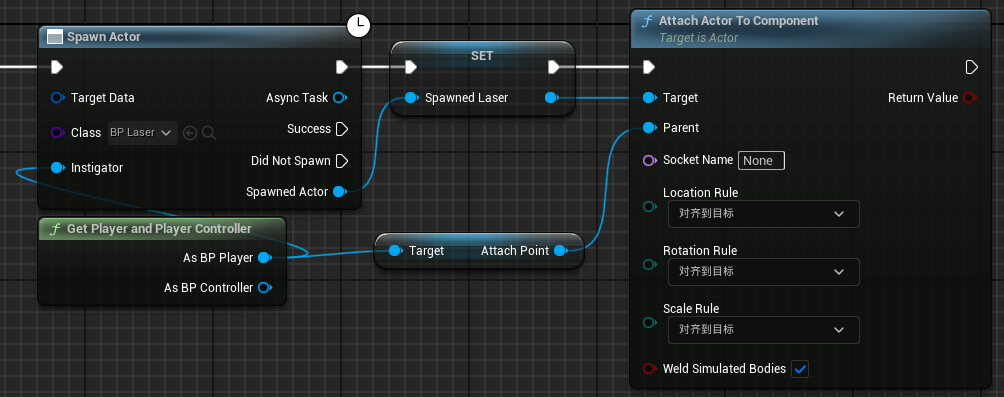 Spawn Actor
Target Data
Async Task
Class
BP Laser
Success
Did Not Spawn
Instigator
Spawned Actor
f Get Player and Player Controller
As BP Player
As BP Controller
SET
Spawned Laser
Target
Attach Point
f Attach Actor To Component
Target is Actor
Target
Return Value
Parent
Socket Name
None
Location Rule
对齐到目标
Rotation Rule
对齐到目标
Scale Rule
对齐到目标
Weld Simulated Bodies